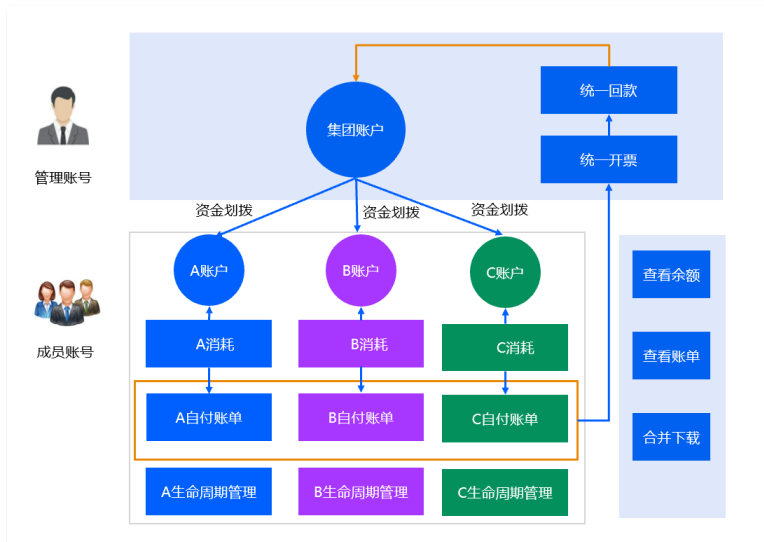 统一回款
集团账户
统一开票
管理账号
资金划拨
资金划拨
资金划拨
A账户
B账户
C账户
查看余额
成员账号
A消耗
B消耗
C消耗
查看账单
A自付账单
B自付账单
C自付账单
合并下载
A生命周期管理
B生命周期管理
C生命周期管理